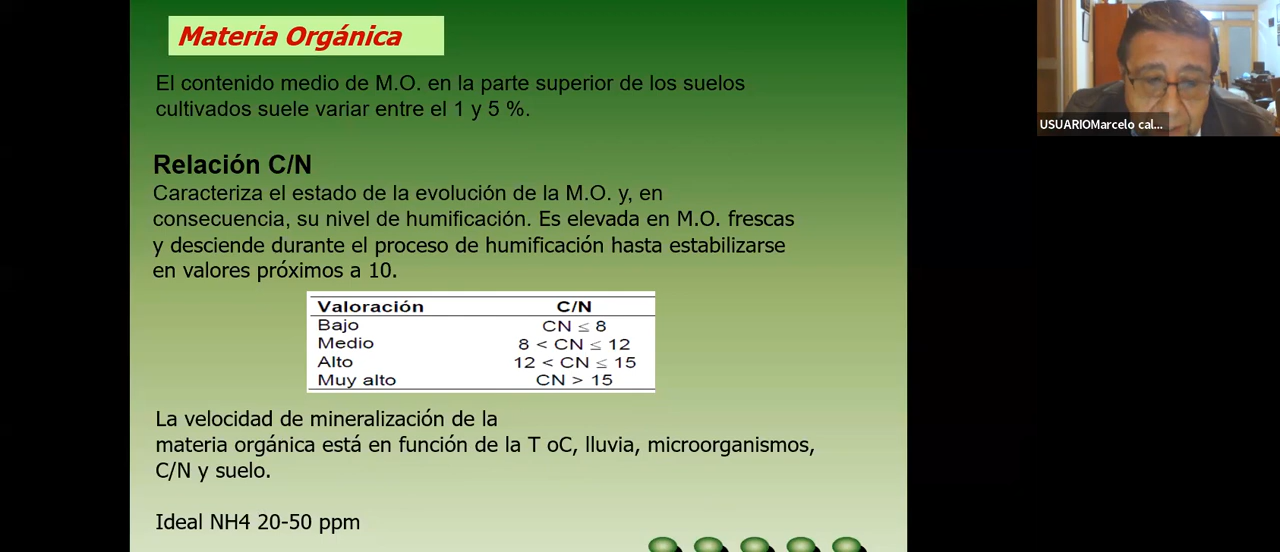 Materia Orgánica
El contenido medio de M.O. en la parte superior de los suelos
cultivados suele variar entre el 1 y 5 %.
Relación C/N
Caracteriza el estado de la evolución de la M.O. y, en
consecuencia, su nivel de humificación. Es elevada en M.O. frescas
y desciende durante el proceso de humificación hasta estabilizarse
en valores próximos a 10.
Valoración C/N
Bajo CN ≤ 8
Medio 8 < CN ≤ 12
Alto 12 < CN ≤ 15
Muy alto CN > 15
La velocidad de mineralización de la
materia orgánica está en función de la T oC, lluvia, microorganismos,
C/N y suelo.
Ideal NH4 20-50 ppm
USUARIOMarcelo cal...